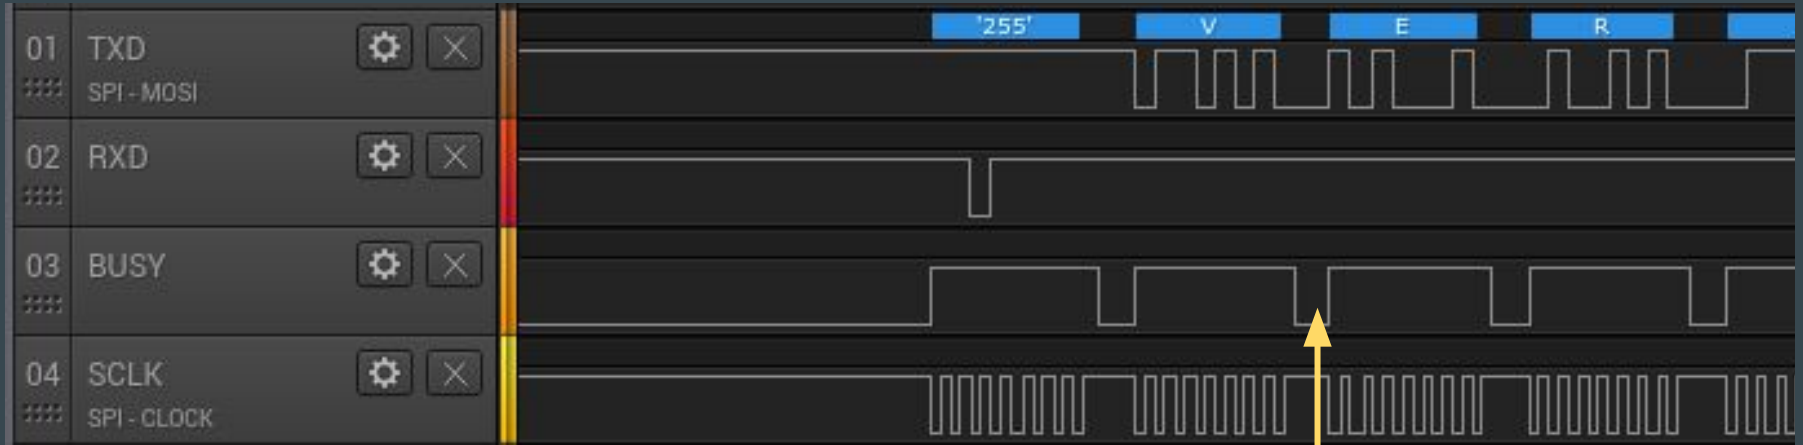 '255' V E R
01 TXD
SPI - MOSI
02 RXD
03 BUSY
04 SCLK
SPI - CLOCK